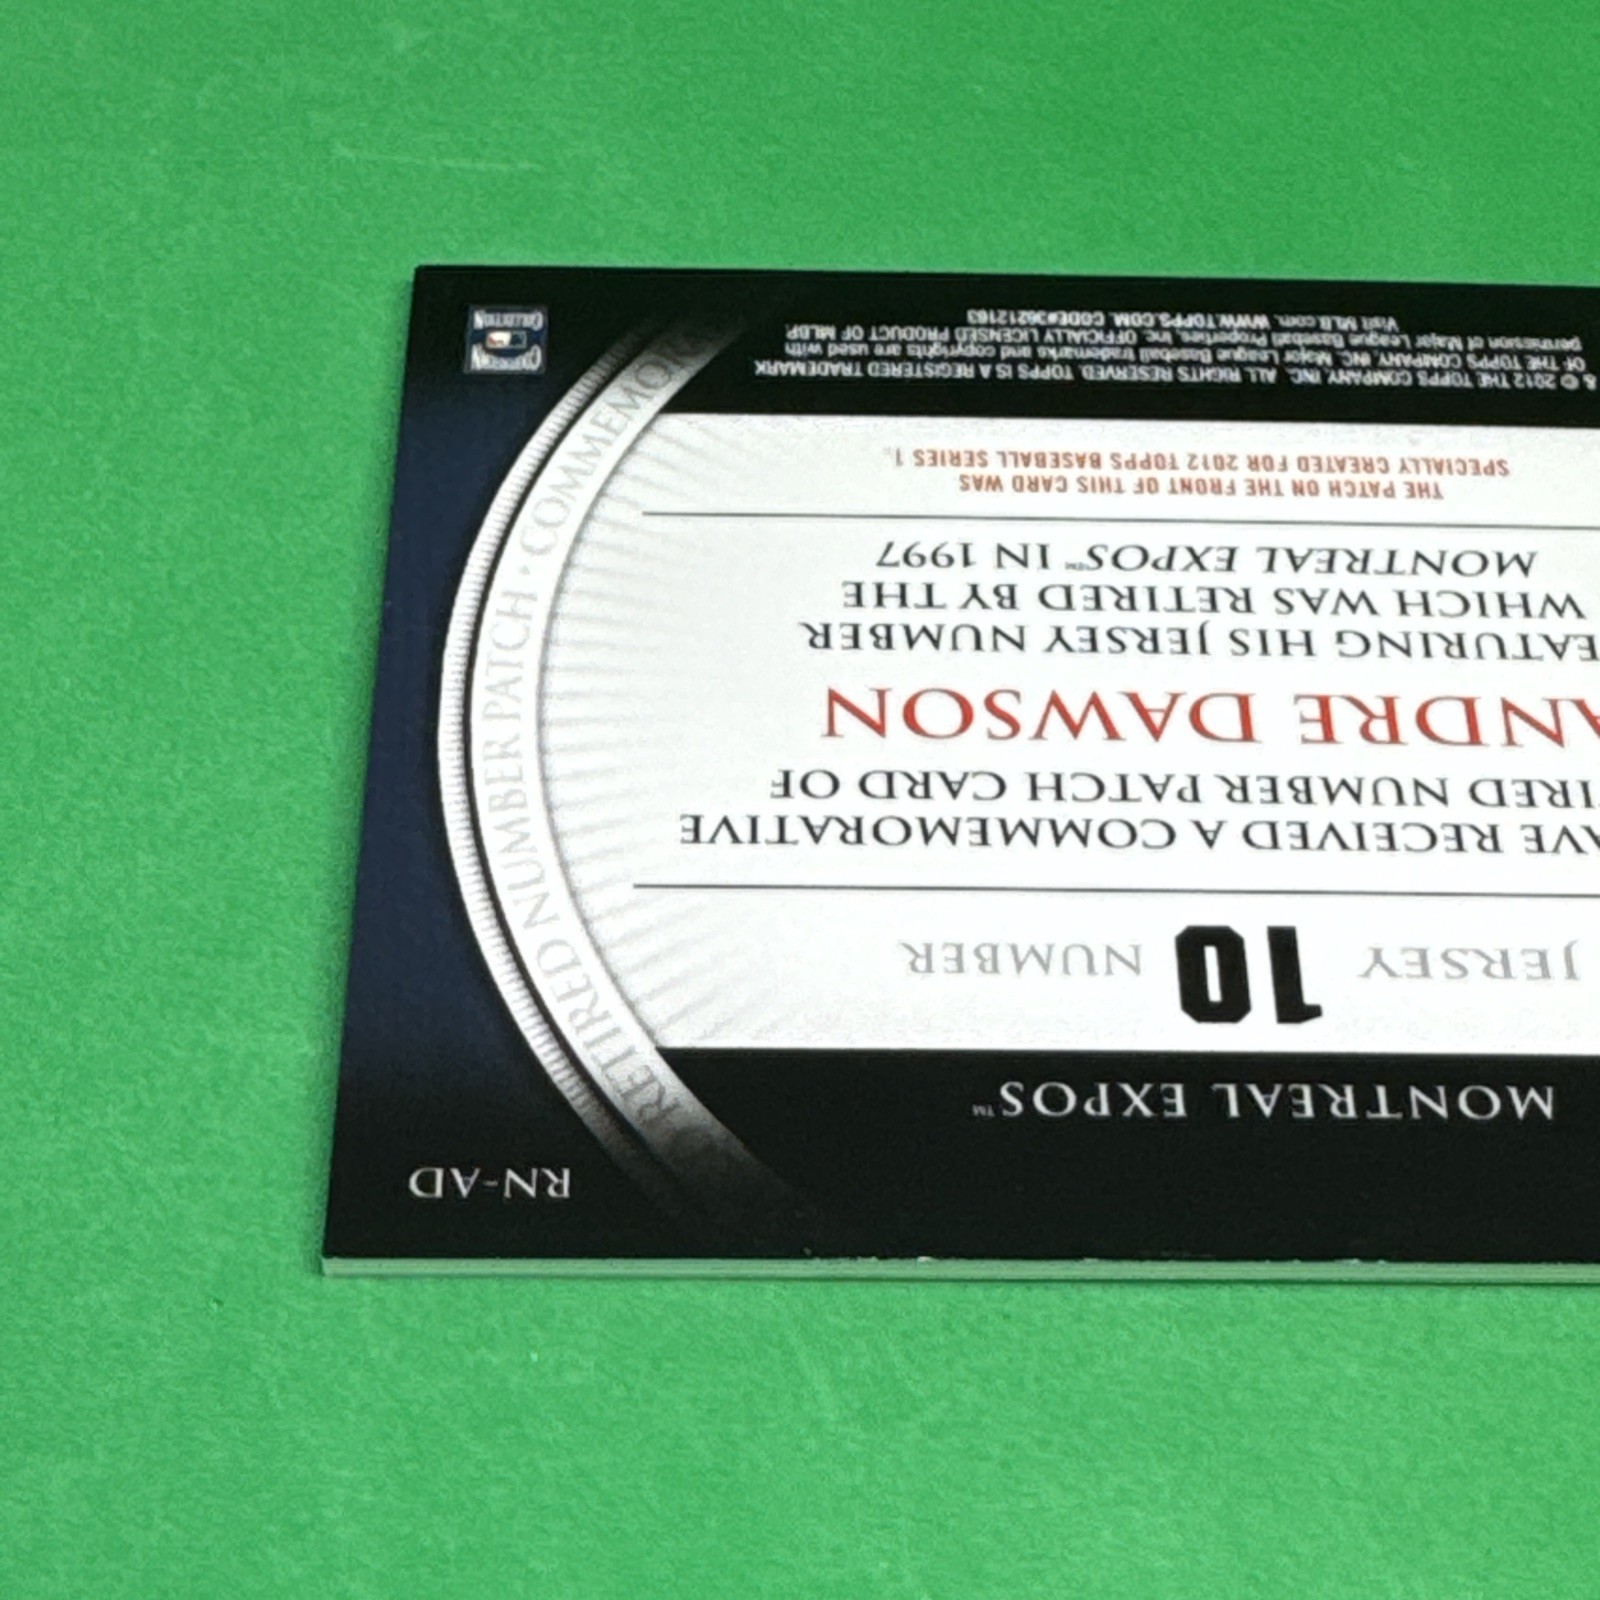 RN-AD
MONTREAL EXPOS™
JERSEY 10 NUMBER
AVE RECEIVED A COMMEMORATIVE
IRED NUMBER PATCH CARD OF
ANDRE DAWSON
EATURING HIS JERSEY NUMBER
WHICH WAS RETIRED BY THE
MONTREAL EXPOS™ IN 1997
THE PATCH ON THE FRONT OF THIS CARD WAS
SPECIALLY CREATED FOR 2012 TOPPS BASEBALL SERIES 1.
& © 2012 THE TOPPS COMPANY, INC. ALL RIGHTS RESERVED. TOPPS IS A REGISTERED TRADEMARK
OF THE TOPPS COMPANY, INC. Major League Baseball trademarks and copyrights are used with
permission of Major League Baseball Properties, Inc. OFFICIALLY LICENSED PRODUCT OF MLBP.
Visit MLB.com. WWW.TOPPS.COM. CODE#36212163
RETIRED NUMBER PATCH · COMMEMOR
COOPERSTOWN
COLLECTION